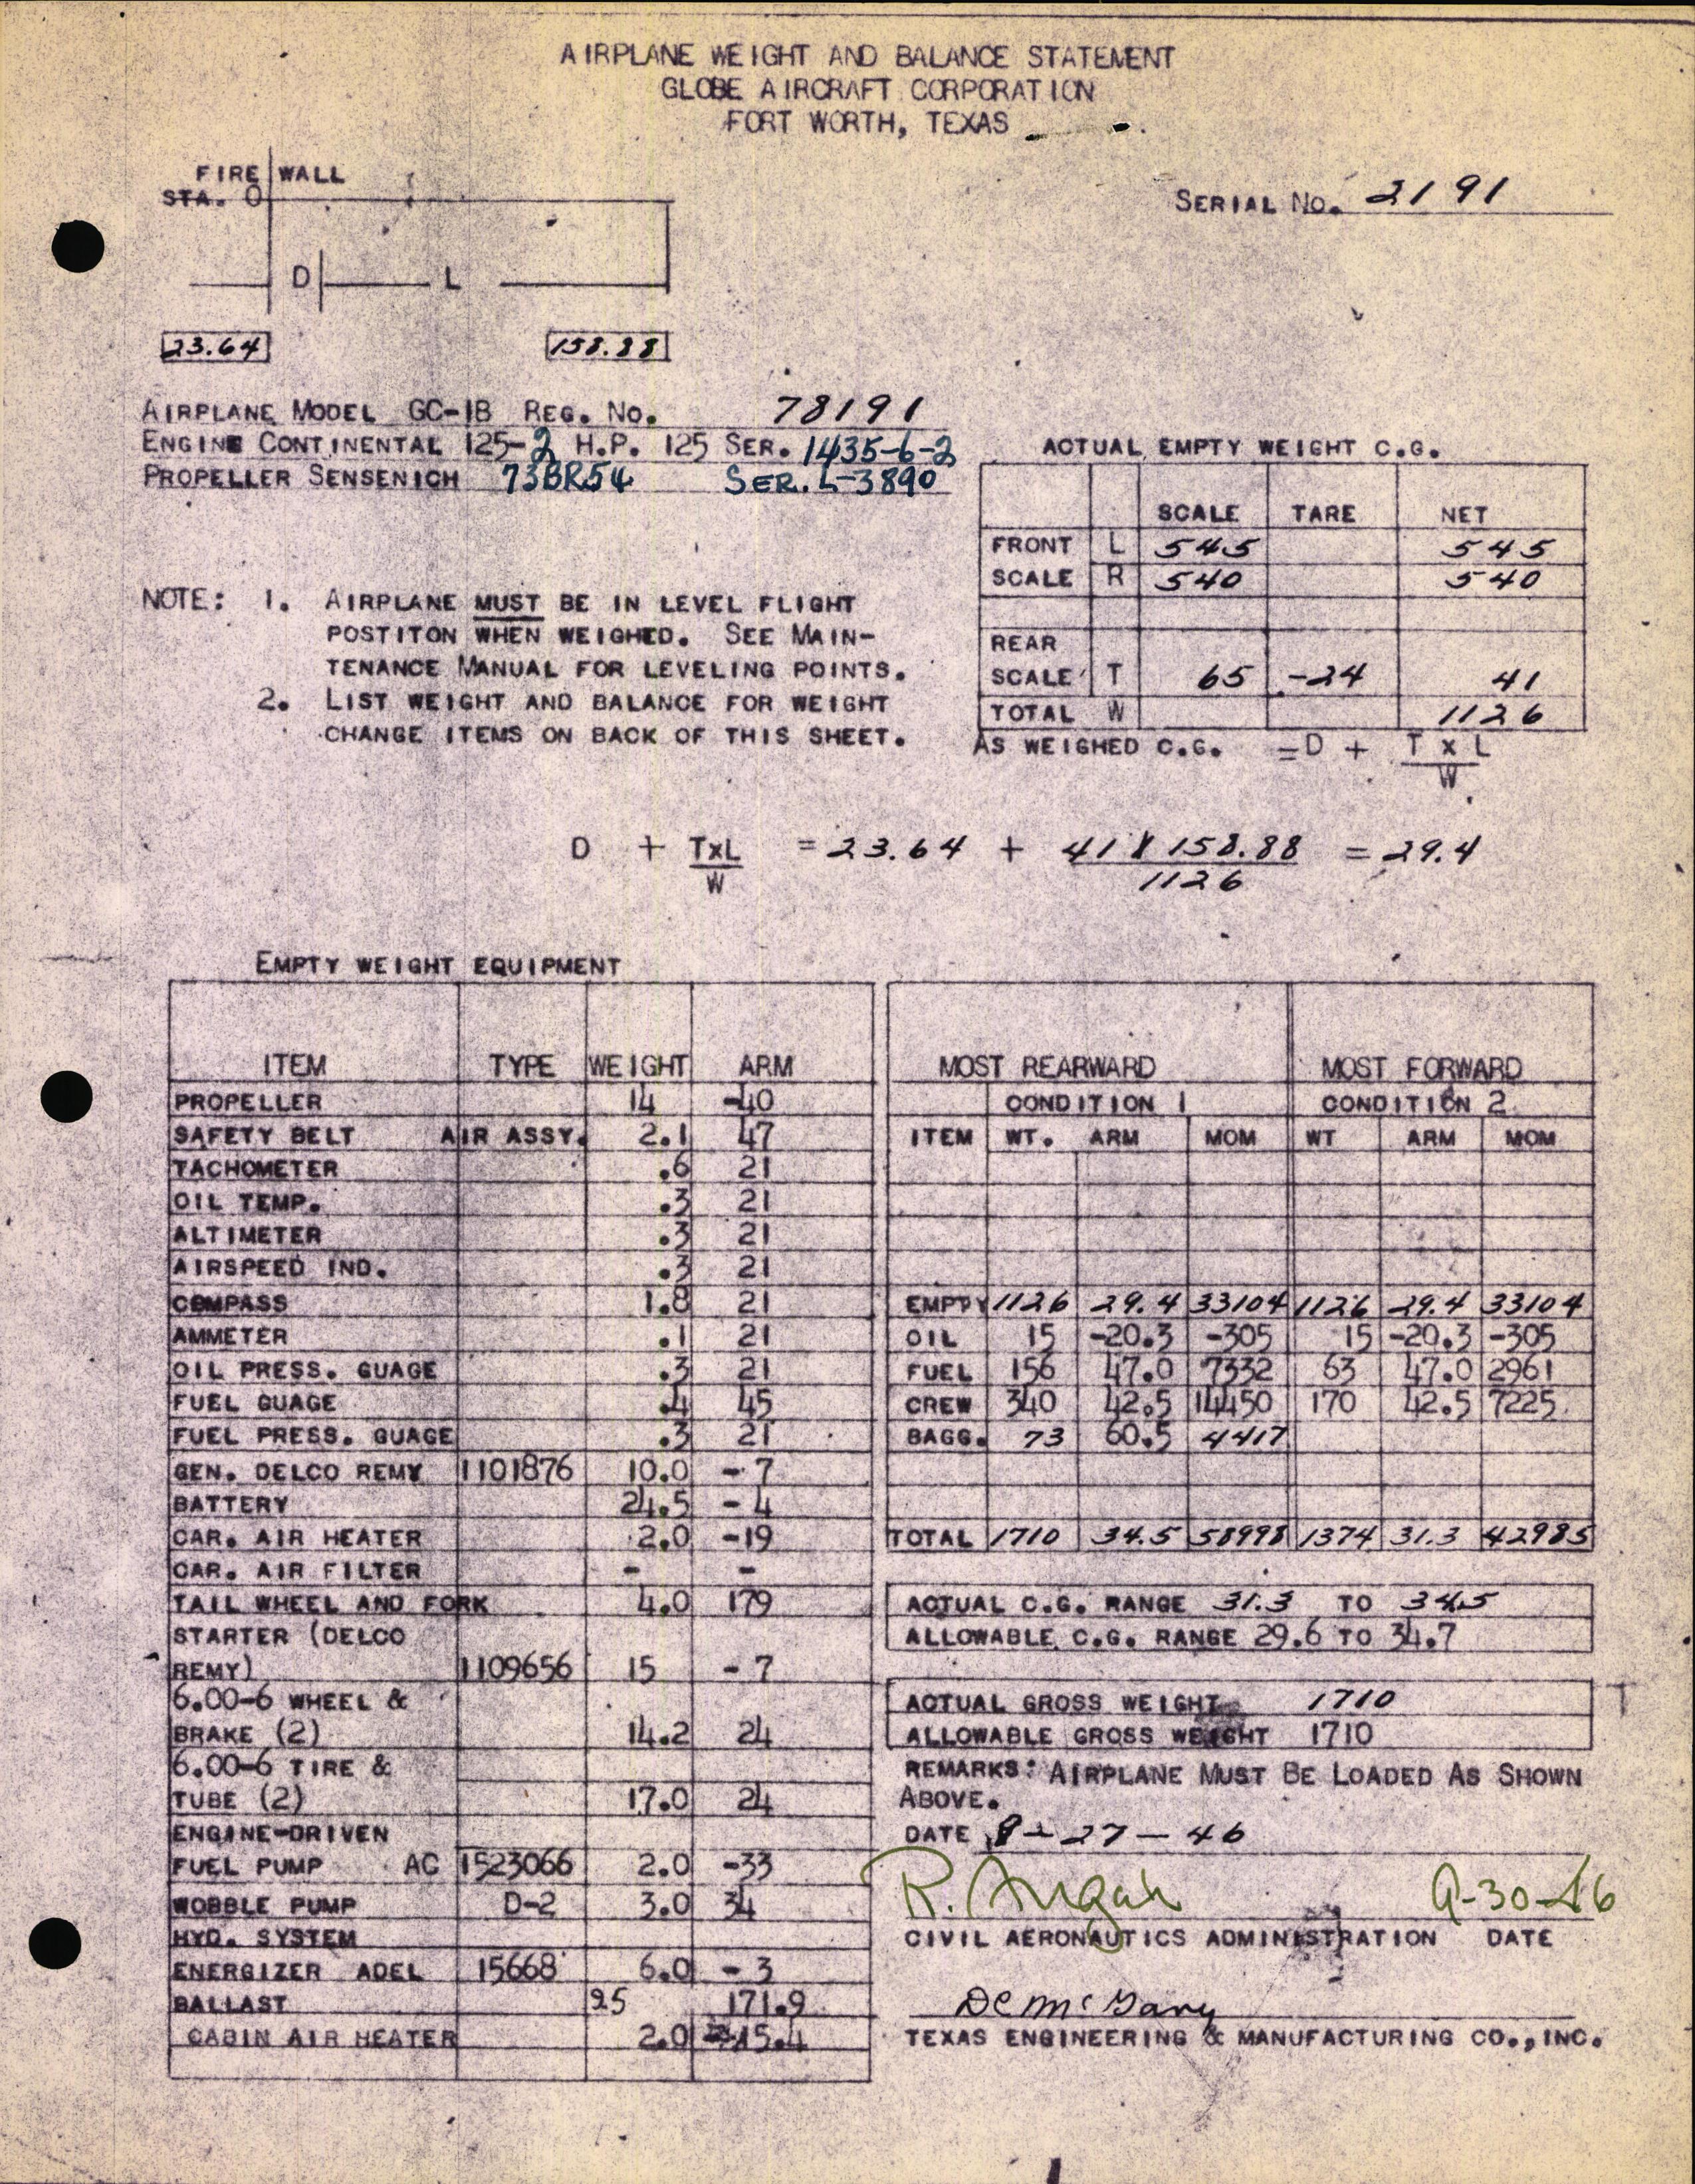 AIRPLANE WEIGHT AND BALANCE STATEMENT
GLOBE AIRCRAFT CORPORATION
FORT WORTH, TEXAS
FIRE WALL
STA. 0
SERIAL NO. 2191
D L
23.64 158.88
AIRPLANE MODEL GC-1B REG. NO. 78191
ENGINE CONTINENTAL 125-2 H.P. 125 SER. 1435-6-2
PROPELLER SENSENICH 73BR54 SER. L-3890
NOTE: 1. AIRPLANE MUST BE IN LEVEL FLIGHT
POSTITON WHEN WEIGHED. SEE MAIN-
TENANCE MANUAL FOR LEVELING POINTS.
2. LIST WEIGHT AND BALANCE FOR WEIGHT
CHANGE ITEMS ON BACK OF THIS SHEET.
ACTUAL EMPTY WEIGHT C.G.
SCALE TARE NET
FRONT L 545 545
SCALE R 540 540
REAR
SCALE T 65 -24 41
TOTAL W 1126
AS WEIGHED C.G. = D + T x L
W
D + TxL = 23.64 + 41 X 158.88 = 29.4
W 1126
EMPTY WEIGHT EQUIPMENT
ITEM TYPE WEIGHT ARM
PROPELLER 14 -40
SAFETY BELT AIR ASSY. 2.1 47
TACHOMETER .6 21
OIL TEMP. .3 21
ALTIMETER .3 21
AIRSPEED IND. .3 21
COMPASS 1.8 21
AMMETER .1 21
OIL PRESS. GUAGE .3 21
FUEL GUAGE .4 45
FUEL PRESS. GUAGE .3 21
GEN. DELCO REMY 1101876 10.0 - 7
BATTERY 24.5 - 4
CAR. AIR HEATER 2.0 -19
CAR. AIR FILTER - -
TAIL WHEEL AND FORK 4.0 179
STARTER (DELCO
REMY) 1109656 15 - 7
6.00-6 WHEEL &
BRAKE (2) 14.2 24
6.00-6 TIRE &
TUBE (2) 17.0 24
ENGINE-DRIVEN
FUEL PUMP AC 1523066 2.0 -33
WOBBLE PUMP D-2 3.0 34
HYD. SYSTEM
ENERGIZER ADEL 15668 6.0 - 3
BALLAST 25 171.9
CABIN AIR HEATER 2.0 -15.4
MOST REARWARD MOST FORWARD
CONDITION 1 CONDITION 2
ITEM WT. ARM MOM WT ARM MOM
EMPTY 1126 29.4 33104 1126 29.4 33104
OIL 15 -20.3 -305 15 -20.3 -305
FUEL 156 47.0 7332 63 47.0 2961
CREW 340 42.5 14450 170 42.5 7225
BAGG. 73 60.5 4417
TOTAL 1710 34.5 58998 1374 31.3 42985
ACTUAL C.G. RANGE 31.3 TO 34.5
ALLOWABLE C.G. RANGE 29.6 TO 34.7
ACTUAL GROSS WEIGHT 1710
ALLOWABLE GROSS WEIGHT 1710
REMARKS: AIRPLANE MUST BE LOADED AS SHOWN
ABOVE.
DATE 9-27-46
R. 9-30-46
CIVIL AERONAUTICS ADMINISTRATION DATE
DC McGary
TEXAS ENGINEERING & MANUFACTURING CO., INC.